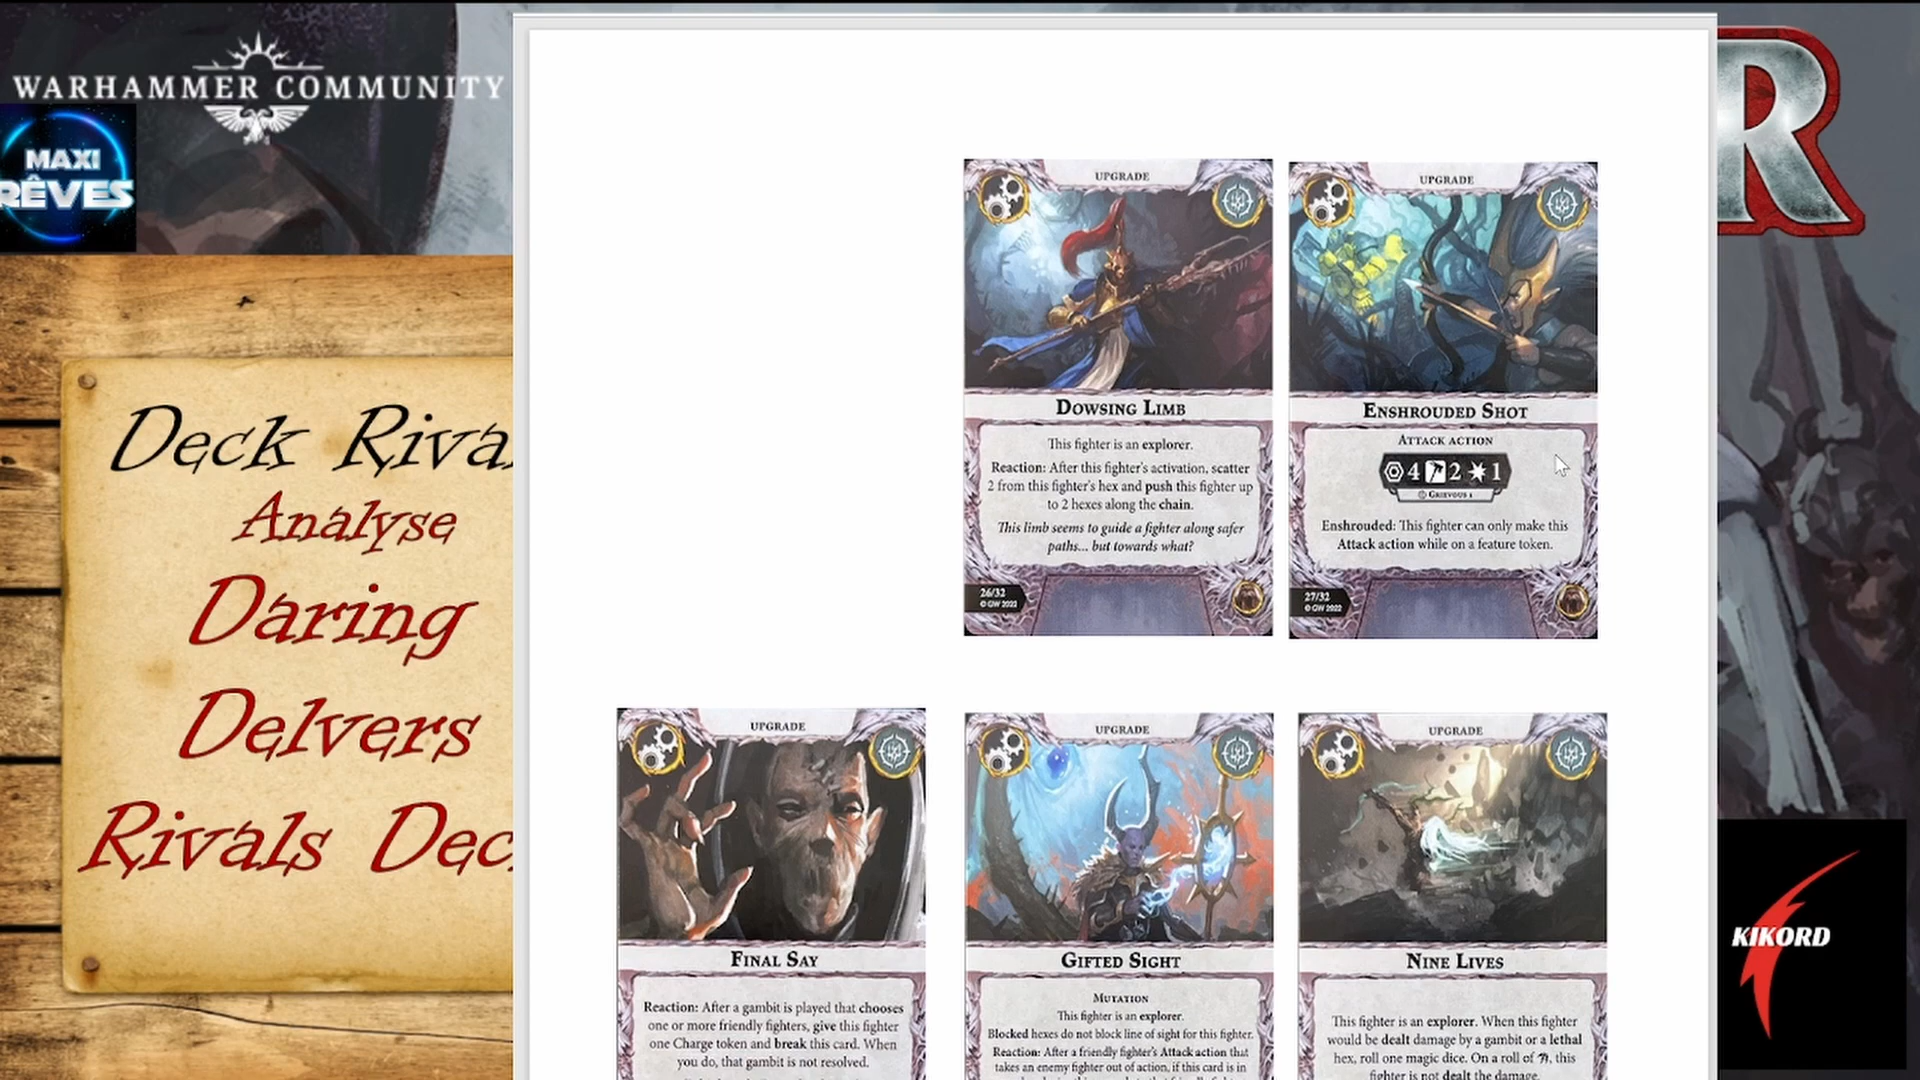 WARHAMMER COMMUNITY
MAXI
RÊVES
R
Deck Rival
Analyse
Daring
Delvers
Rivals Dec
UPGRADE
DOWSING LIMB
This fighter is an explorer.
Reaction: After this fighter's activation, scatter
2 from this fighter's hex and push this fighter up
to 2 hexes along the chain.
This limb seems to guide a fighter along safer
paths... but towards what?
26/32
© GW 2022
UPGRADE
ENSHROUDED SHOT
ATTACK ACTION
4 2 1
GRIEVOUS 1
Enshrouded: This fighter can only make this
Attack action while on a feature token.
27/32
© GW 2022
UPGRADE
FINAL SAY
Reaction: After a gambit is played that chooses
one or more friendly fighters, give this fighter
one Charge token and break this card. When
you do, that gambit is not resolved.
UPGRADE
GIFTED SIGHT
MUTATION
This fighter is an explorer.
Blocked hexes do not block line of sight for this fighter.
Reaction: After a friendly fighter's Attack action that
takes an enemy fighter out of action, if this card is in
UPGRADE
NINE LIVES
This fighter is an explorer. When this fighter
would be dealt damage by a gambit or a lethal
hex, roll one magic dice. On a roll of , this
fighter is not dealt the damage.
KIKORD